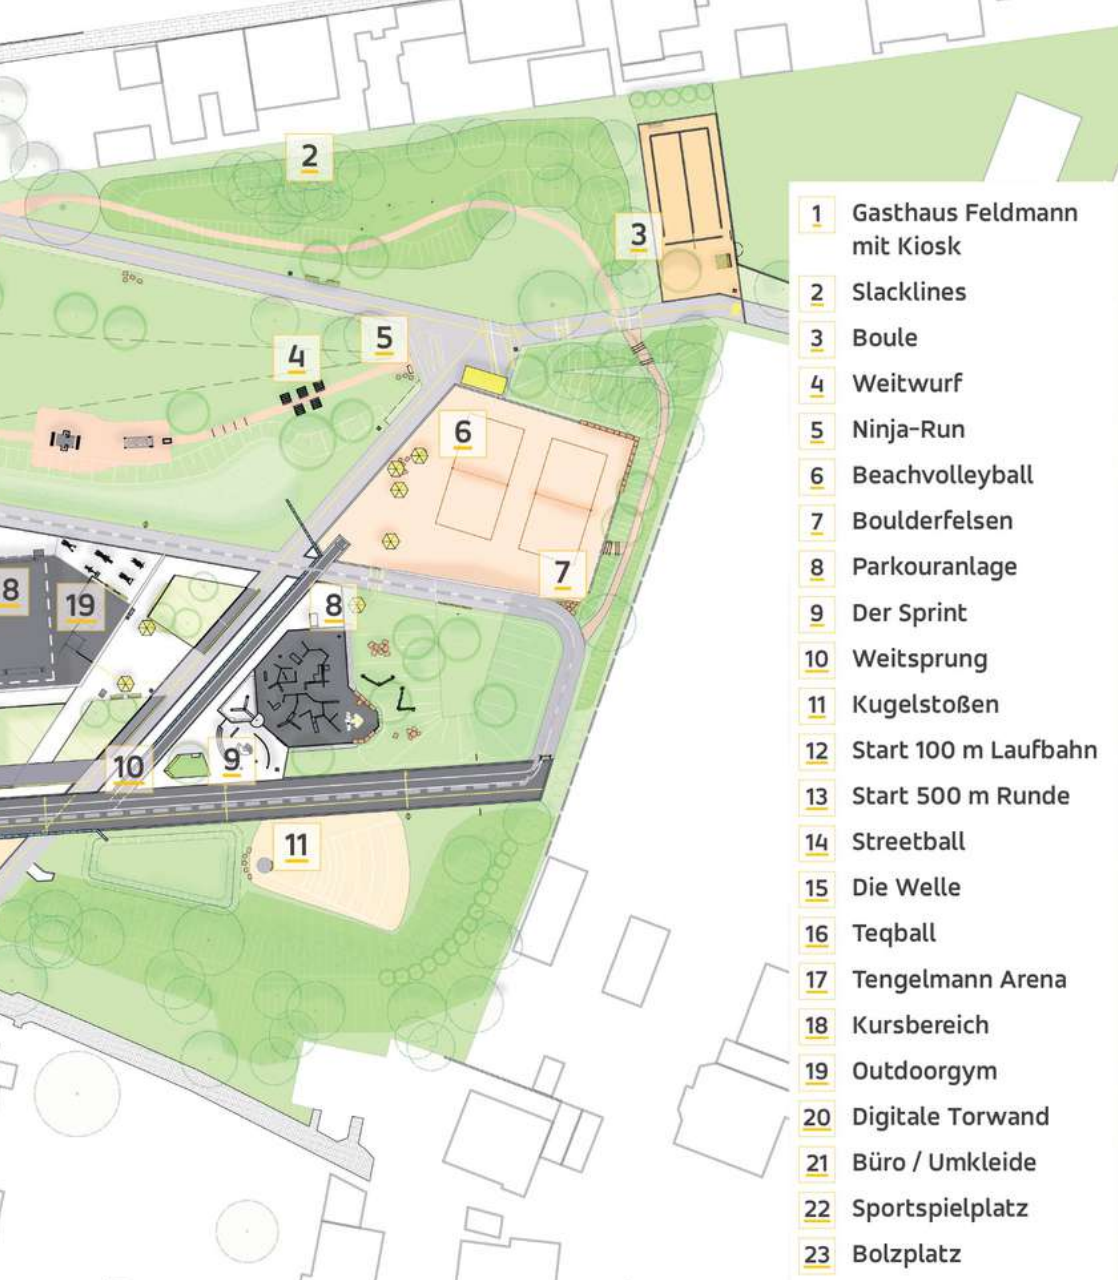 2
3
5
4
6
7
8
19
8
10
9
11
1 Gasthaus Feldmann
mit Kiosk
2 Slacklines
3 Boule
4 Weitwurf
5 Ninja-Run
6 Beachvolleyball
7 Boulderfelsen
8 Parkouranlage
9 Der Sprint
10 Weitsprung
11 Kugelstoßen
12 Start 100 m Laufbahn
13 Start 500 m Runde
14 Streetball
15 Die Welle
16 Teqball
17 Tengelmann Arena
18 Kursbereich
19 Outdoorgym
20 Digitale Torwand
21 Büro / Umkleide
22 Sportspielplatz
23 Bolzplatz